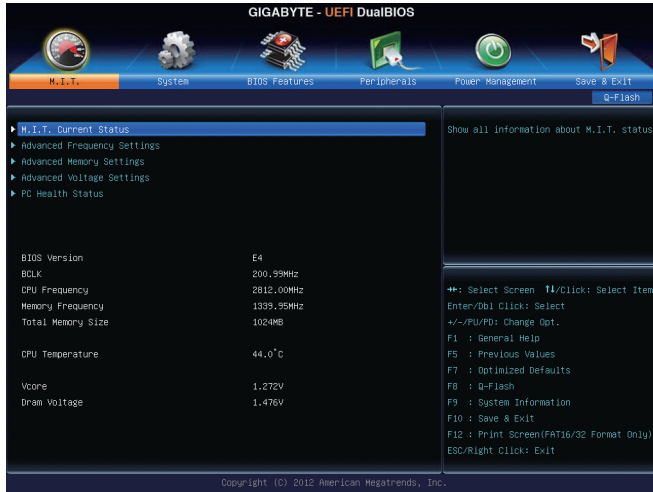 GIGABYTE - UEFI DualBIOS
M.I.T. System BIOS Features Peripherals Power Management Save & Exit
Q-Flash
M.I.T. Current Status
Advanced Frequency Settings
Advanced Memory Settings
Advanced Voltage Settings
PC Health Status
BIOS Version E4
BCLK 200.99MHz
CPU Frequency 2812.00MHz
Memory Frequency 1339.95MHz
Total Memory Size 1024MB
CPU Temperature 44.0°C
Vcore 1.272V
Dram Voltage 1.476V
Show all information about M.I.T. status
→←: Select Screen ↑↓/Click: Select Item
Enter/Dbl Click: Select
+/-/PU/PD: Change Opt.
F1 : General Help
F5 : Previous Values
F7 : Optimized Defaults
F8 : Q-Flash
F9 : System Information
F10 : Save & Exit
F12 : Print Screen(FAT16/32 Format Only)
ESC/Right Click: Exit
Copyright (C) 2012 American Megatrends, Inc.